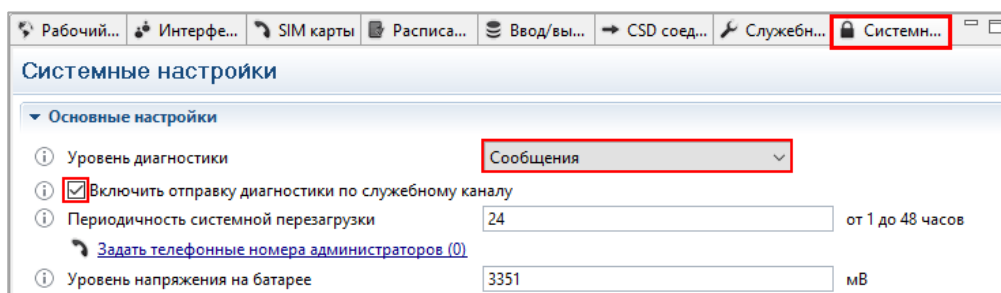 Рабочий... Интерфе... SIM карты Расписа... Ввод/вы... CSD соед... Служебн... Системн...
Системные настройки
Основные настройки
Уровень диагностики Сообщения
Включить отправку диагностики по служебному каналу
Периодичность системной перезагрузки 24 от 1 до 48 часов
Задать телефонные номера администраторов (0)
Уровень напряжения на батарее 3351 мВ